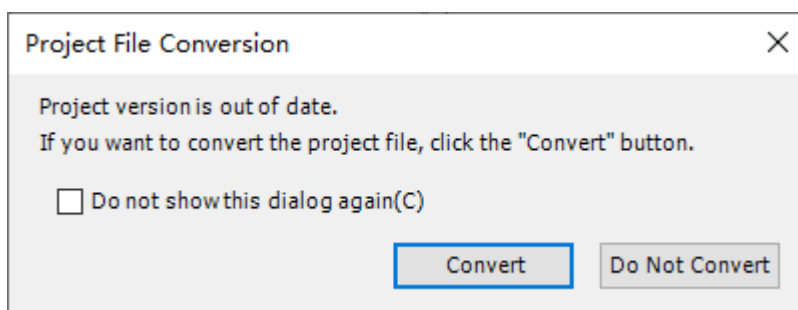 Project File Conversion
Project version is out of date.
If you want to convert the project file, click the "Convert" button.
Do not show this dialog again(C)
Convert
Do Not Convert